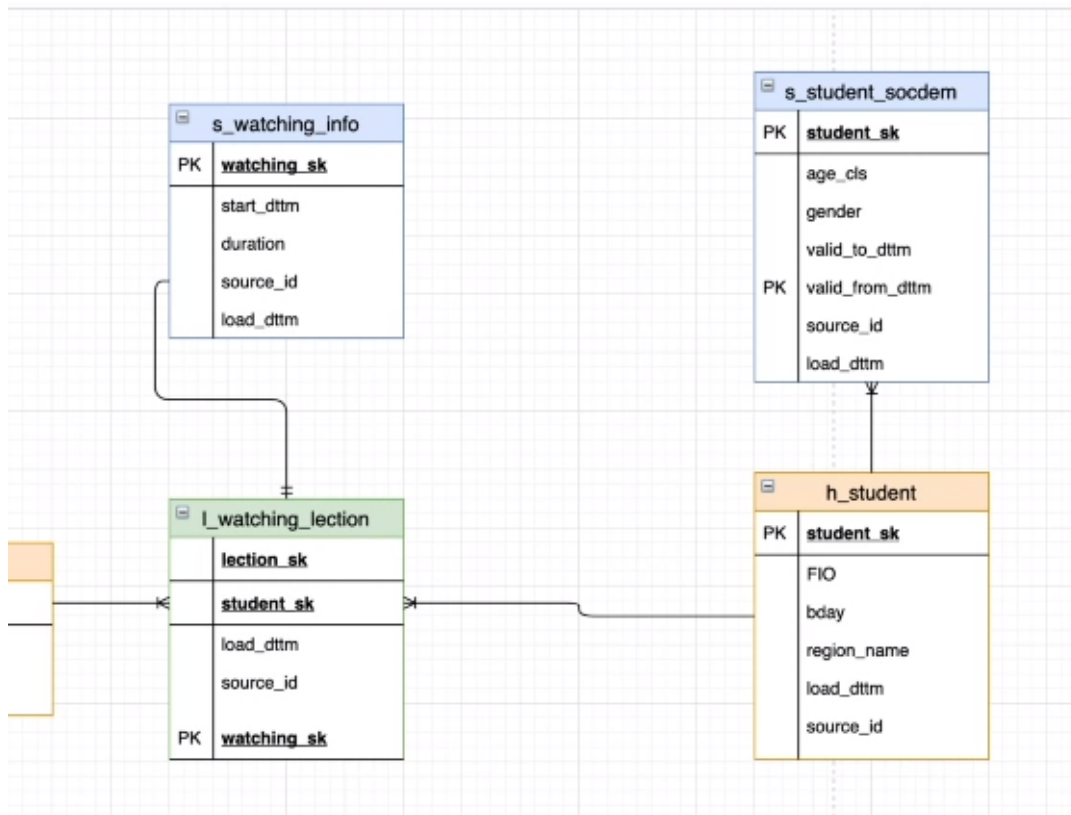 s_watching_info
PK watching_sk
start_dttm
duration
source_id
load_dttm
s_student_socdem
PK student_sk
age_cls
gender
valid_to_dttm
PK valid_from_dttm
source_id
load_dttm
l_watching_lection
lection_sk
student_sk
load_dttm
source_id
PK watching_sk
h_student
PK student_sk
FIO
bday
region_name
load_dttm
source_id